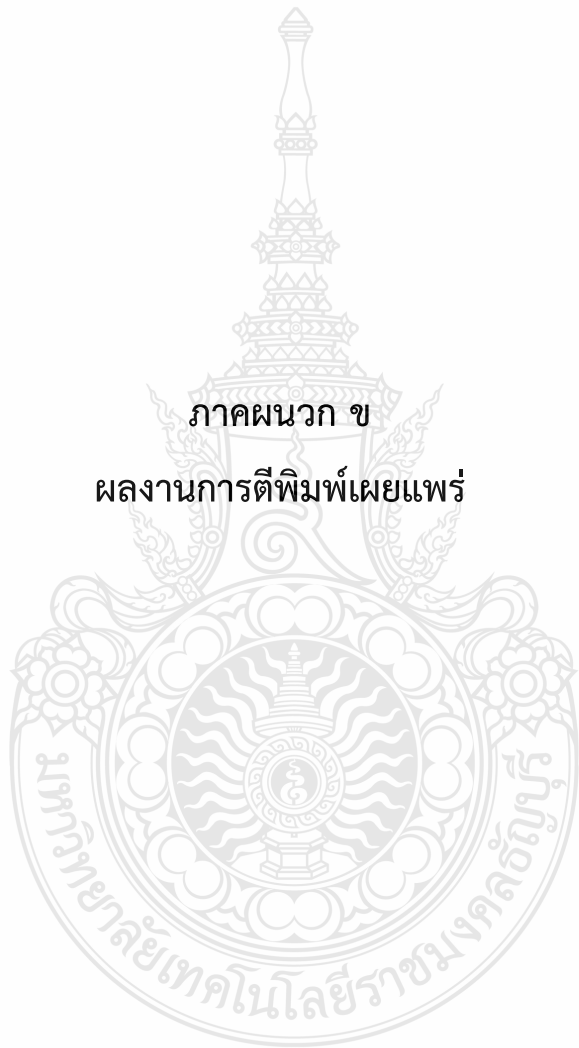 ภาคผนวก ข
ผลงานการตีพิมพ์เผยแพร่
มหาวิทยาลัยเทคโนโลยีราชมงคลธัญบุรี